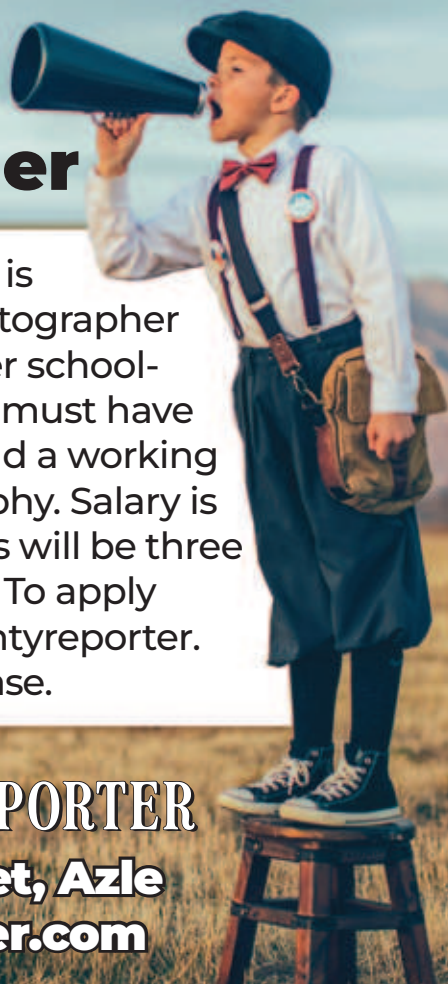 er
is
tographer
er school-
must have
d a working
phy. Salary is
s will be three
To apply
ntyreporter.
ase.
PORTER
et, Azle
er.com